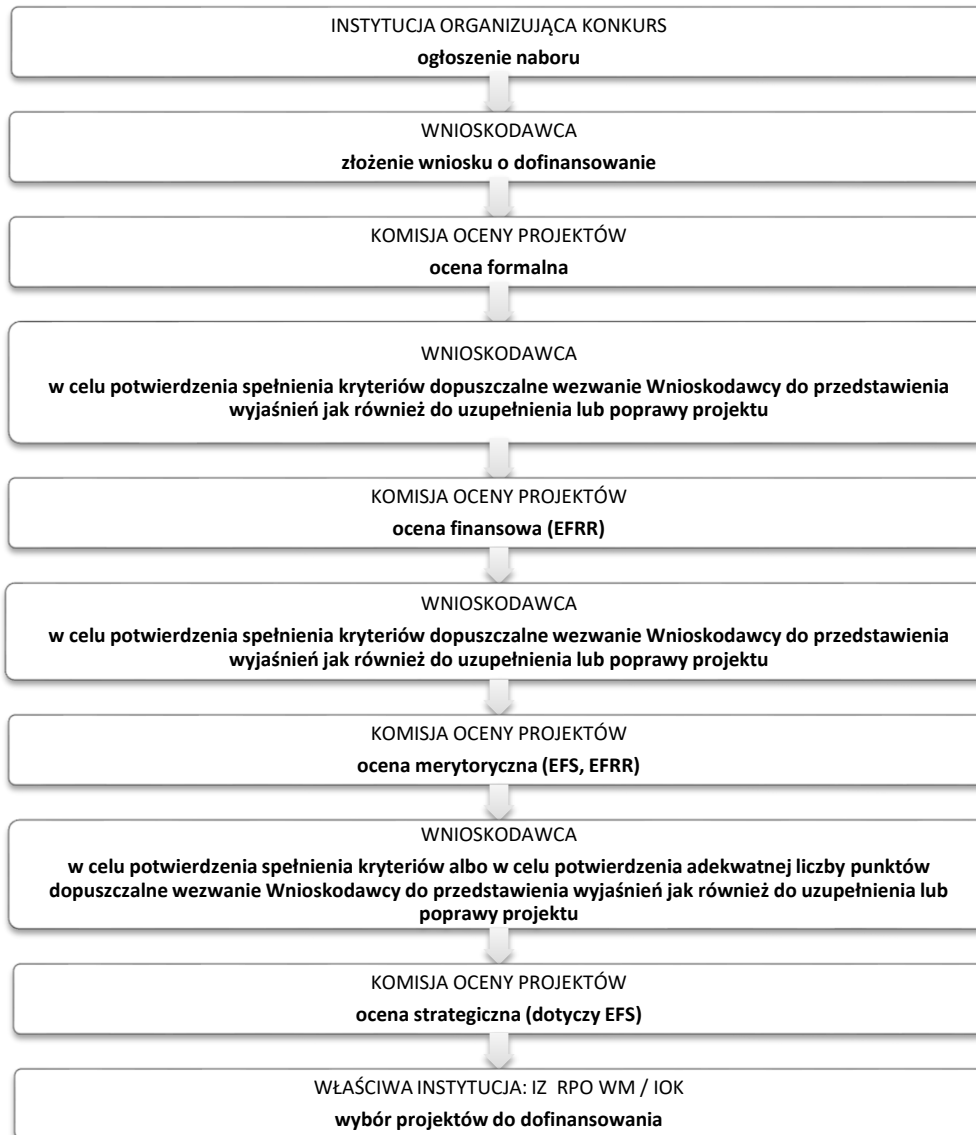 INSTYTUCJA ORGANIZUJĄCA KONKURS
ogłoszenie naboru
WNIOSKODAWCA
złożenie wniosku o dofinansowanie
KOMISJA OCENY PROJEKTÓW
ocena formalna
WNIOSKODAWCA
w celu potwierdzenia spełnienia kryteriów dopuszczalne wezwanie Wnioskodawcy do przedstawienia
wyjaśnień jak również do uzupełnienia lub poprawy projektu
KOMISJA OCENY PROJEKTÓW
ocena finansowa (EFRR)
WNIOSKODAWCA
w celu potwierdzenia spełnienia kryteriów dopuszczalne wezwanie Wnioskodawcy do przedstawienia
wyjaśnień jak również do uzupełnienia lub poprawy projektu
KOMISJA OCENY PROJEKTÓW
ocena merytoryczna (EFS, EFRR)
WNIOSKODAWCA
w celu potwierdzenia spełnienia kryteriów albo w celu potwierdzenia adekwatnej liczby punktów
dopuszczalne wezwanie Wnioskodawcy do przedstawienia wyjaśnień jak również do uzupełnienia lub
poprawy projektu
KOMISJA OCENY PROJEKTÓW
ocena strategiczna (dotyczy EFS)
WŁAŚCIWA INSTYTUCJA: IZ RPO WM / IOK
wybór projektów do dofinansowania